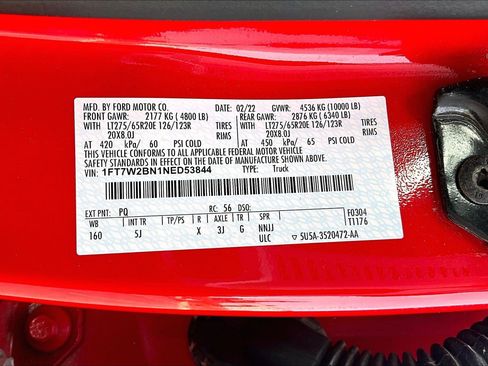 MFD. BY FORD MOTOR CO. 02/22 GVWR: 4536 KG (10000 LB)
FRONT GAWR: 2177 KG ( 4800 LB) REAR GAWR: 2876 KG ( 6340 LB)
LT275/65R20E 126/123R TIRES LT275/65R20E 126/123R TIRES
20X8.0J RIMS 20X8.0J RIMS
AT 420 kPa/ 60 PSI COLD AT 450 kPa/ 65 PSI COLD
THIS VEHICLE CONFORMS TO ALL APPLICABLE FEDERAL MOTOR VEHICLE
SAFETY STANDARDS IN EFFECT ON THE DATE OF MANUFACTURE SHOWN ABOVE.
VIN: 1FT7W2BN1NED53844 TYPE: Truck
EXT PNT: PQ RC: 56 DSO:
WB INT TR TP/PS R AX TR SPR F0304
160 5J X 3J G NNJJ T1176
ULC 5U5A-3520472-AA